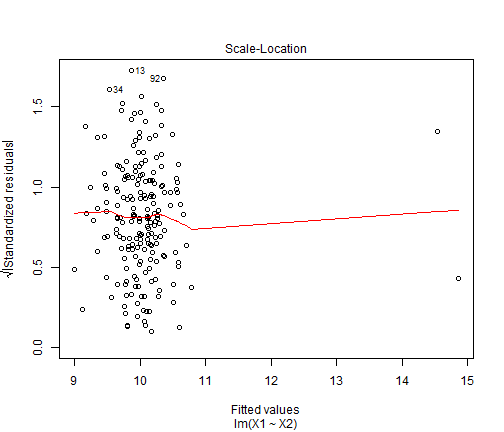 Scale-Location
√|Standardized residuals|
1.5
1.0
0.5
0.0
13
92
34
9 10 11 12 13 14 15
Fitted values
lm(X1 ~ X2)